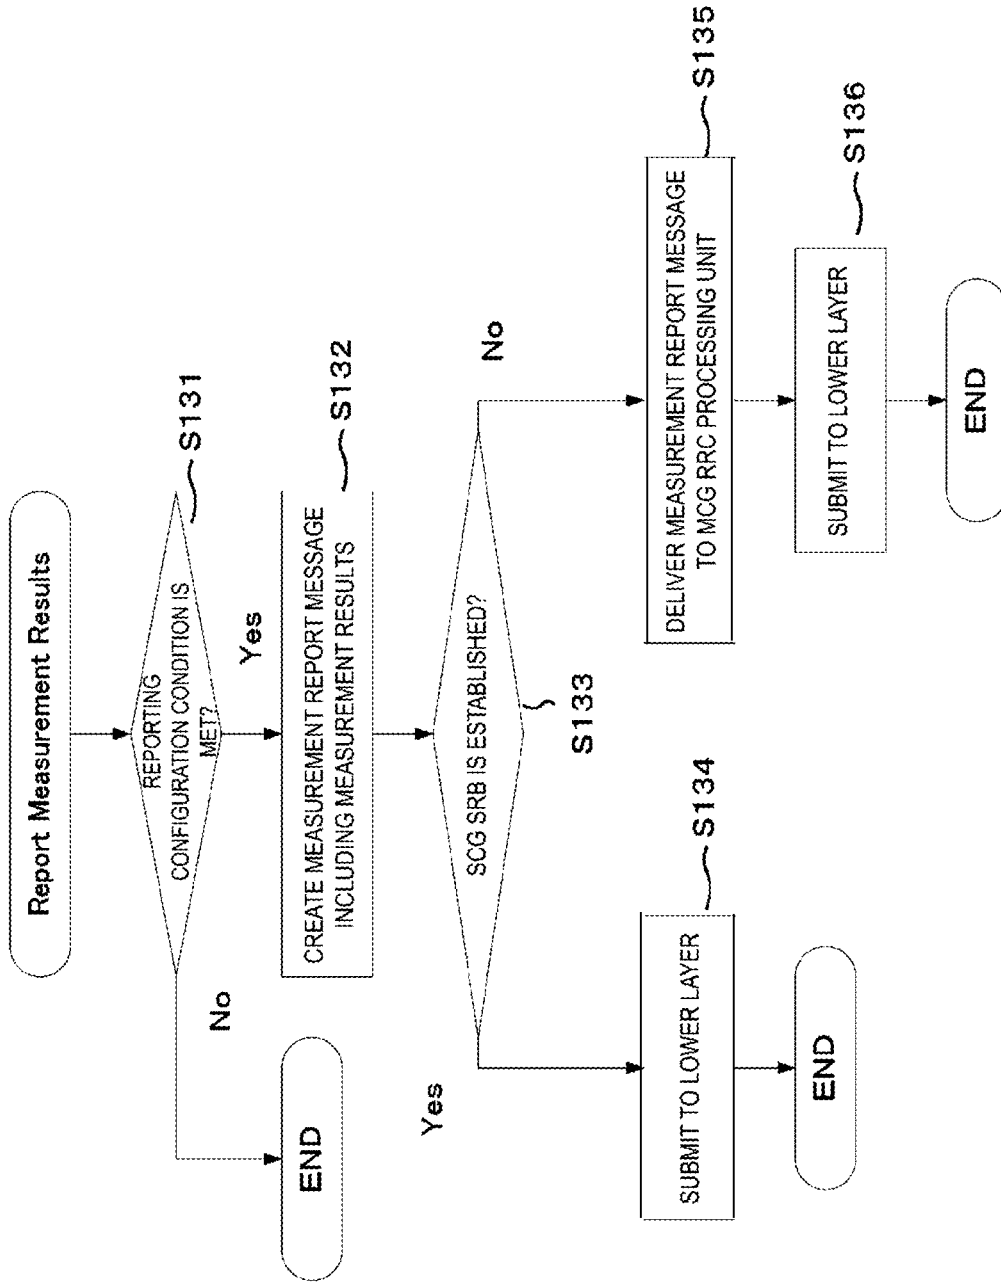 Report Measurement Results
REPORTING
CONFIGURATION CONDITION IS
MET?
S131
No
END
Yes
CREATE MEASUREMENT REPORT MESSAGE
INCLUDING MEASUREMENT RESULTS
S132
SCG SRB IS ESTABLISHED?
S133
Yes
SUBMIT TO LOWER LAYER
S134
END
No
DELIVER MEASUREMENT REPORT MESSAGE
TO MCG RRC PROCESSING UNIT
S135
SUBMIT TO LOWER LAYER
S136
END